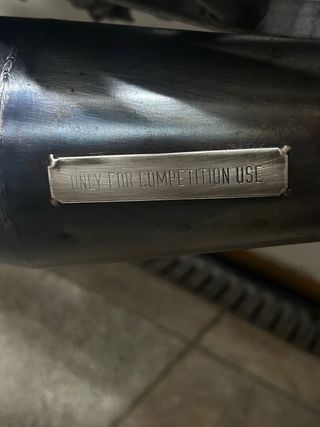 ONLY FOR COMPETITION USE